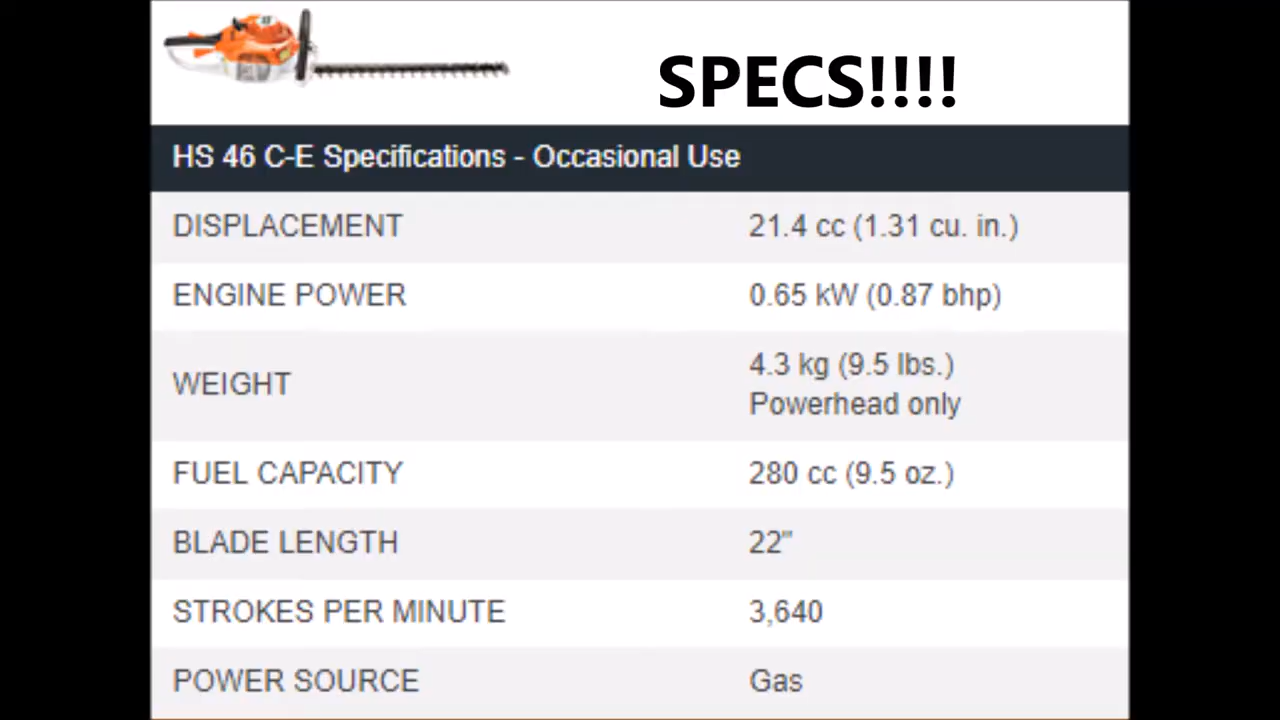 SPECS!!!!
HS 46 C-E Specifications - Occasional Use
DISPLACEMENT 21.4 cc (1.31 cu. in.)
ENGINE POWER 0.65 kW (0.87 bhp)
WEIGHT 4.3 kg (9.5 lbs.)
Powerhead only
FUEL CAPACITY 280 cc (9.5 oz.)
BLADE LENGTH 22"
STROKES PER MINUTE 3,640
POWER SOURCE Gas